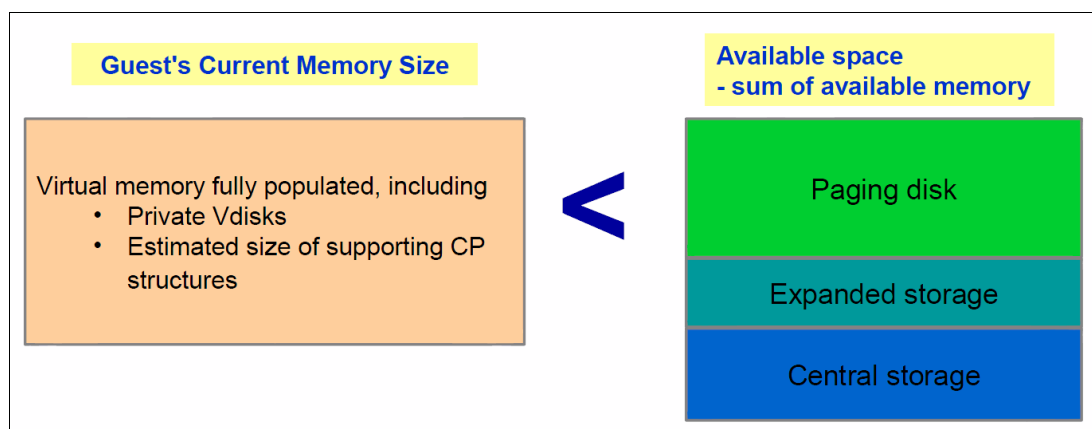 Guest's Current Memory Size
Available space
- sum of available memory
Virtual memory fully populated, including
• Private Vdisks
• Estimated size of supporting CP
structures
<
Paging disk
Expanded storage
Central storage